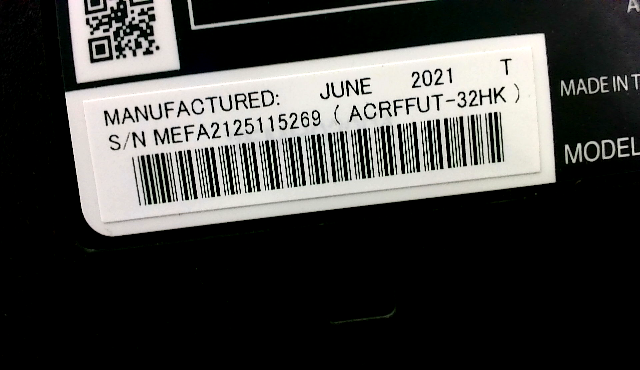 MANUFACTURED: JUNE 2021 T
S/N MEFA2125115269 ( ACRFFUT-32HK )
MADE IN T
MODEL